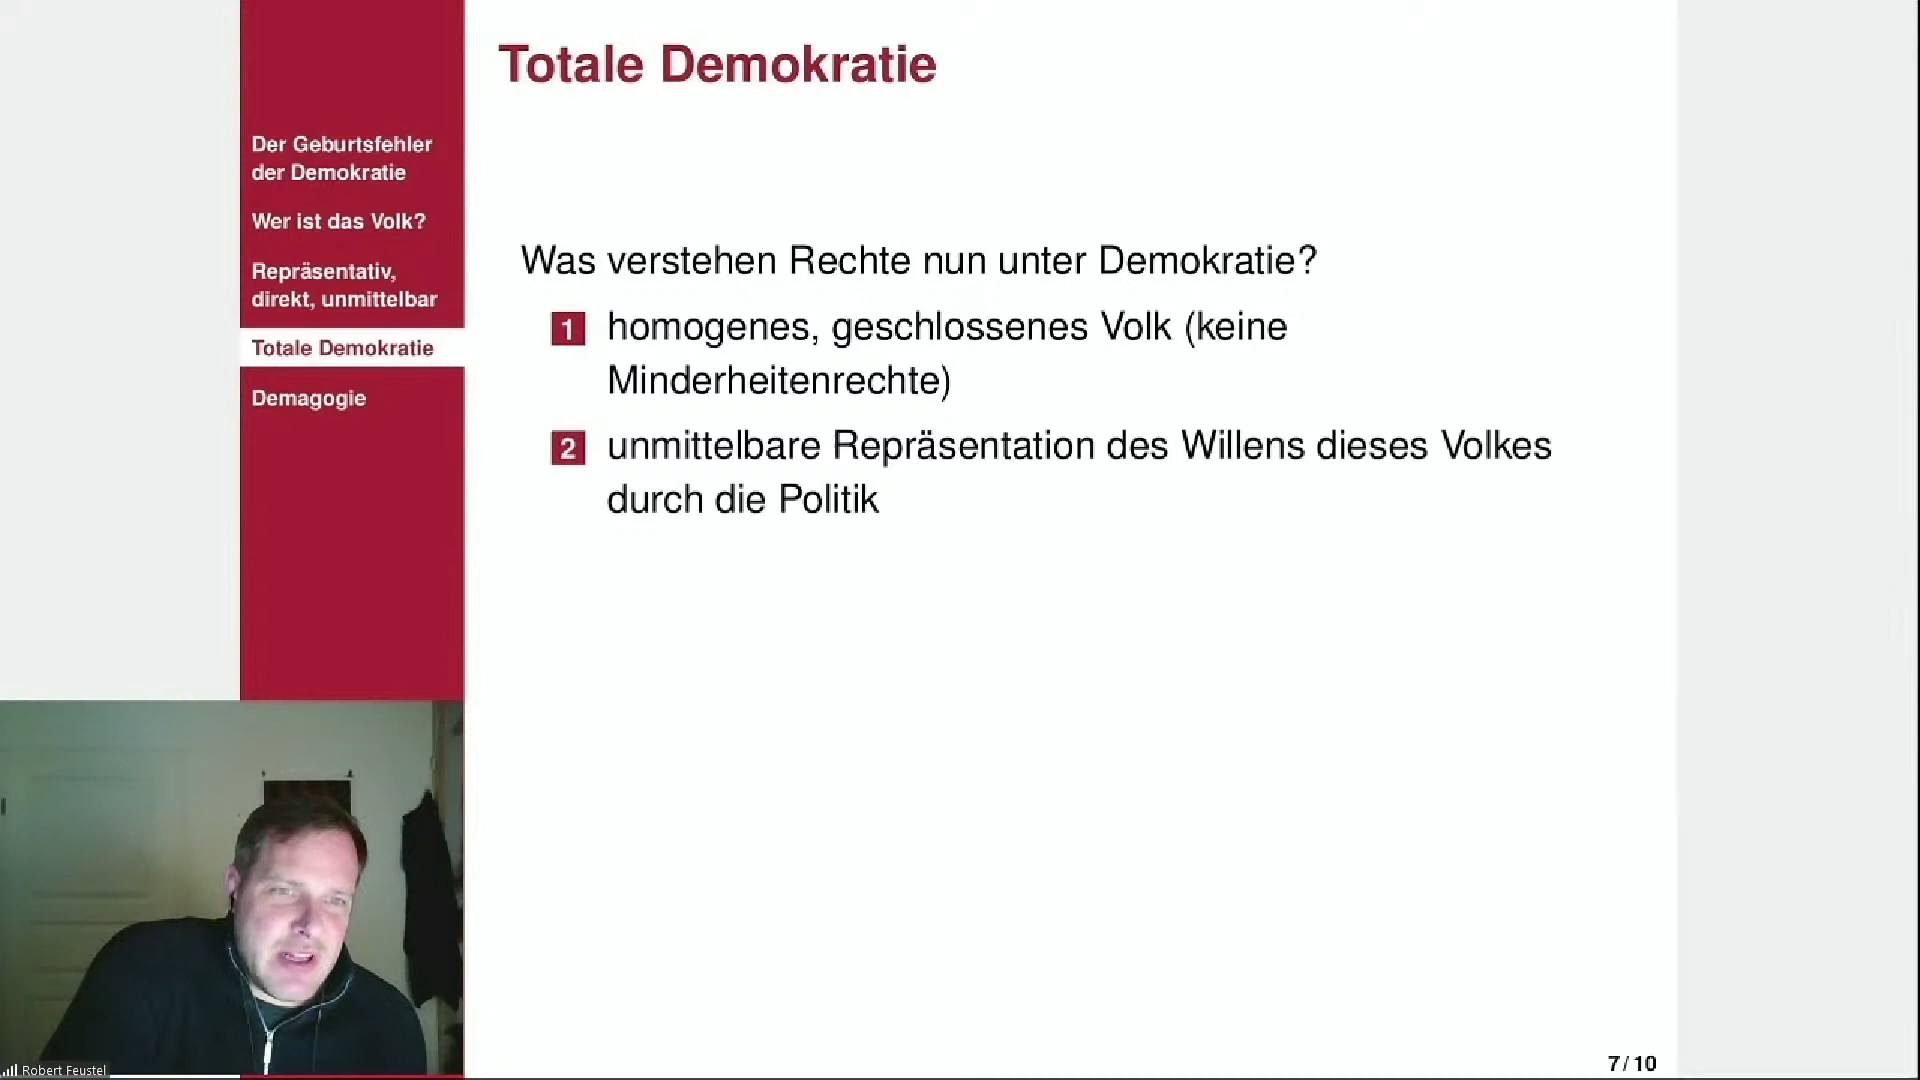 Totale Demokratie
Der Geburtsfehler
der Demokratie
Wer ist das Volk?
Repräsentativ,
direkt, unmittelbar
Totale Demokratie
Demagogie
Was verstehen Rechte nun unter Demokratie?
1 homogenes, geschlossenes Volk (keine
Minderheitenrechte)
2 unmittelbare Repräsentation des Willens dieses Volkes
durch die Politik
Robert Feustel
7 / 10